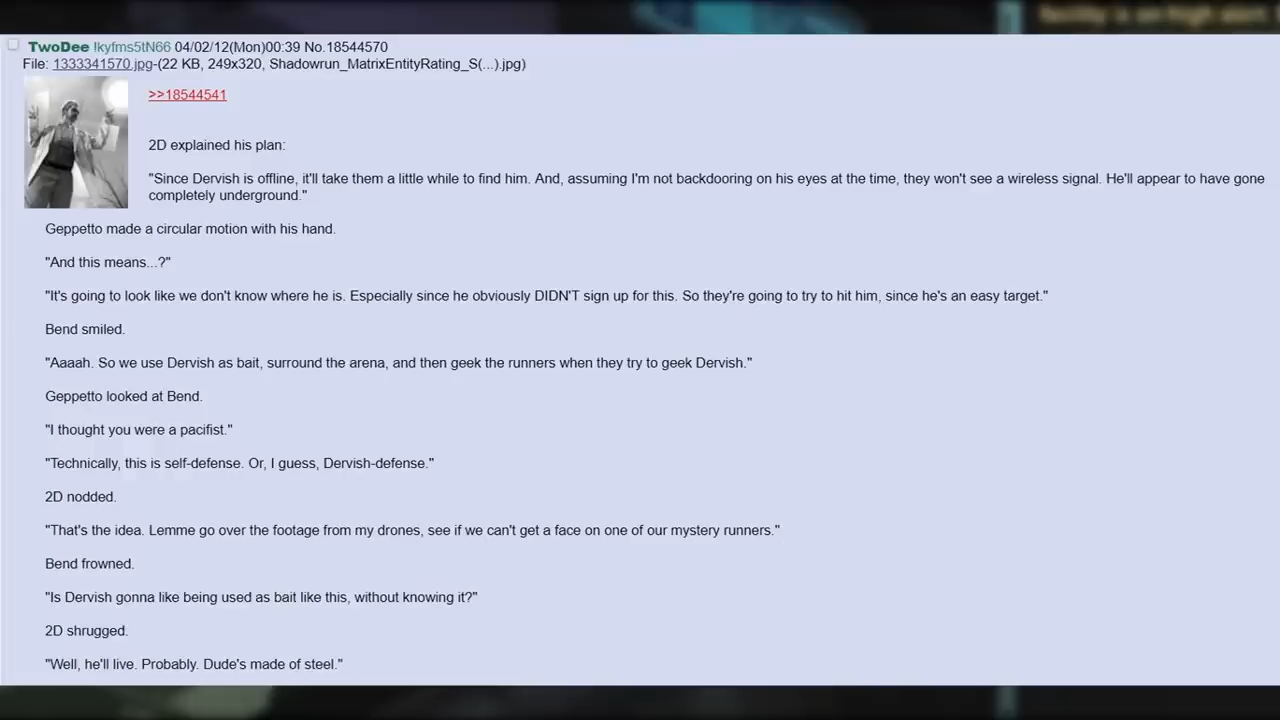 TwoDee !kyfms5tN66 04/02/12(Mon)00:39 No.18544570
File: 1333341570.jpg-(22 KB, 249x320, Shadowrun_MatrixEntityRating_S(...).jpg)
>>18544541
2D explained his plan:
"Since Dervish is offline, it'll take them a little while to find him. And, assuming I'm not backdooring on his eyes at the time, they won't see a wireless signal. He'll appear to have gone
completely underground."
Geppetto made a circular motion with his hand.
"And this means...?"
"It's going to look like we don't know where he is. Especially since he obviously DIDN'T sign up for this. So they're going to try to hit him, since he's an easy target."
Bend smiled.
"Aaaah. So we use Dervish as bait, surround the arena, and then geek the runners when they try to geek Dervish."
Geppetto looked at Bend.
"I thought you were a pacifist."
"Technically, this is self-defense. Or, I guess, Dervish-defense."
2D nodded.
"That's the idea. Lemme go over the footage from my drones, see if we can't get a face on one of our mystery runners."
Bend frowned.
"Is Dervish gonna like being used as bait like this, without knowing it?"
2D shrugged.
"Well, he'll live. Probably. Dude's made of steel."